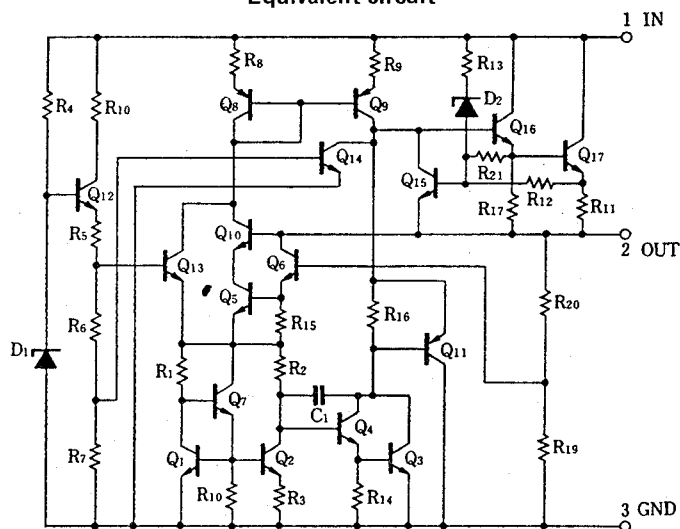 Equivalent circuit
1 IN
R8
R9
R13
R4
R10
Q8
Q9
D2
Q16
Q14
Q17
R21
Q12
Q15
R12
R17
R11
R5
Q10
2 OUT
Q13
Q6
Q5
R20
R6
R16
R15
D1
Q11
R1
R2
Q7
C1
Q4
R7
Q1
Q2
Q3
R19
R10
R3
R14
3 GND